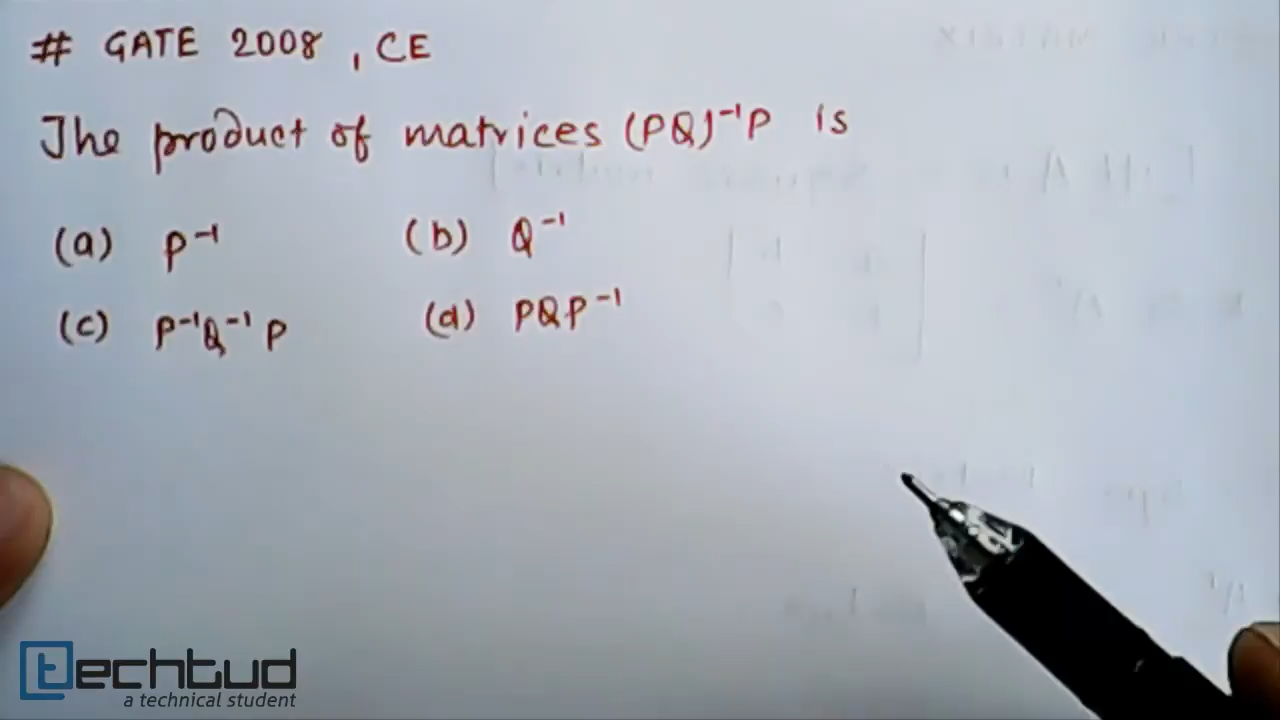 # GATE 2008, CE
The product of matrices (PQ)⁻¹P is
(a) P⁻¹ (b) Q⁻¹
(c) P⁻¹Q⁻¹P (d) PQP⁻¹
techtud
a technical student